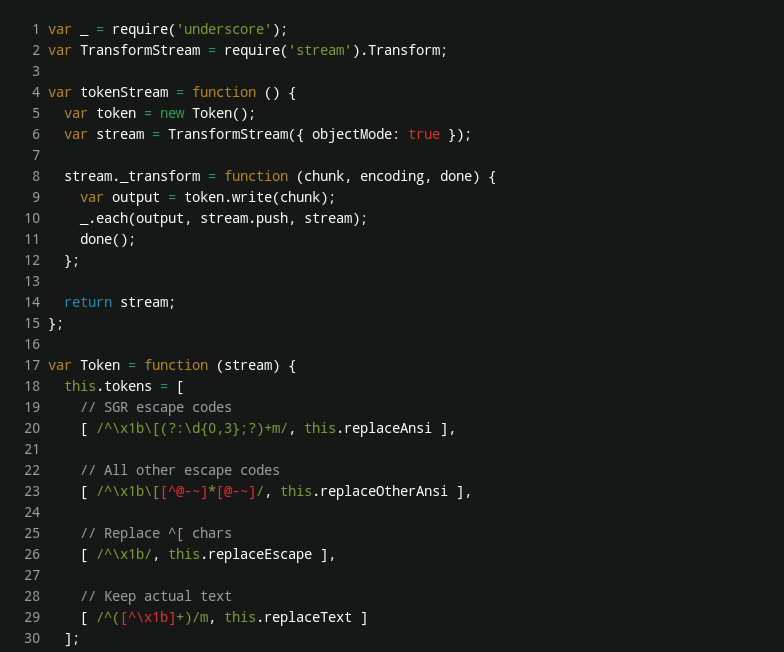 1 var _ = require('underscore');
2 var TransformStream = require('stream').Transform;
3
4 var tokenStream = function () {
5   var token = new Token();
6   var stream = TransformStream({ objectMode: true });
7
8   stream._transform = function (chunk, encoding, done) {
9     var output = token.write(chunk);
10     _.each(output, stream.push, stream);
11     done();
12   };
13
14   return stream;
15 };
16
17 var Token = function (stream) {
18   this.tokens = [
19     // SGR escape codes
20     [ /^\x1b\[(?:\d{0,3};?)+m/, this.replaceAnsi ],
21
22     // All other escape codes
23     [ /^\x1b\[[^@-~]*[@-~]/, this.replaceOtherAnsi ],
24
25     // Replace ^[ chars
26     [ /^\x1b/, this.replaceEscape ],
27
28     // Keep actual text
29     [ /^([^\x1b]+)/m, this.replaceText ]
30   ];